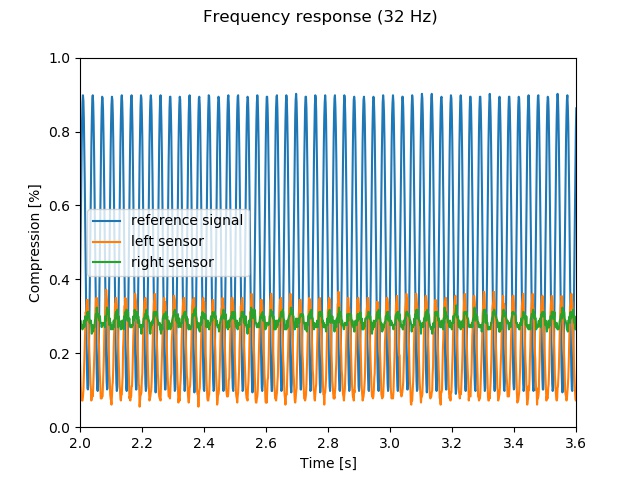 Frequency response (32 Hz)
1.0
0.8
0.6
0.4
0.2
0.0
Compression [%]
reference signal
left sensor
right sensor
2.0 2.2 2.4 2.6 2.8 3.0 3.2 3.4 3.6
Time [s]